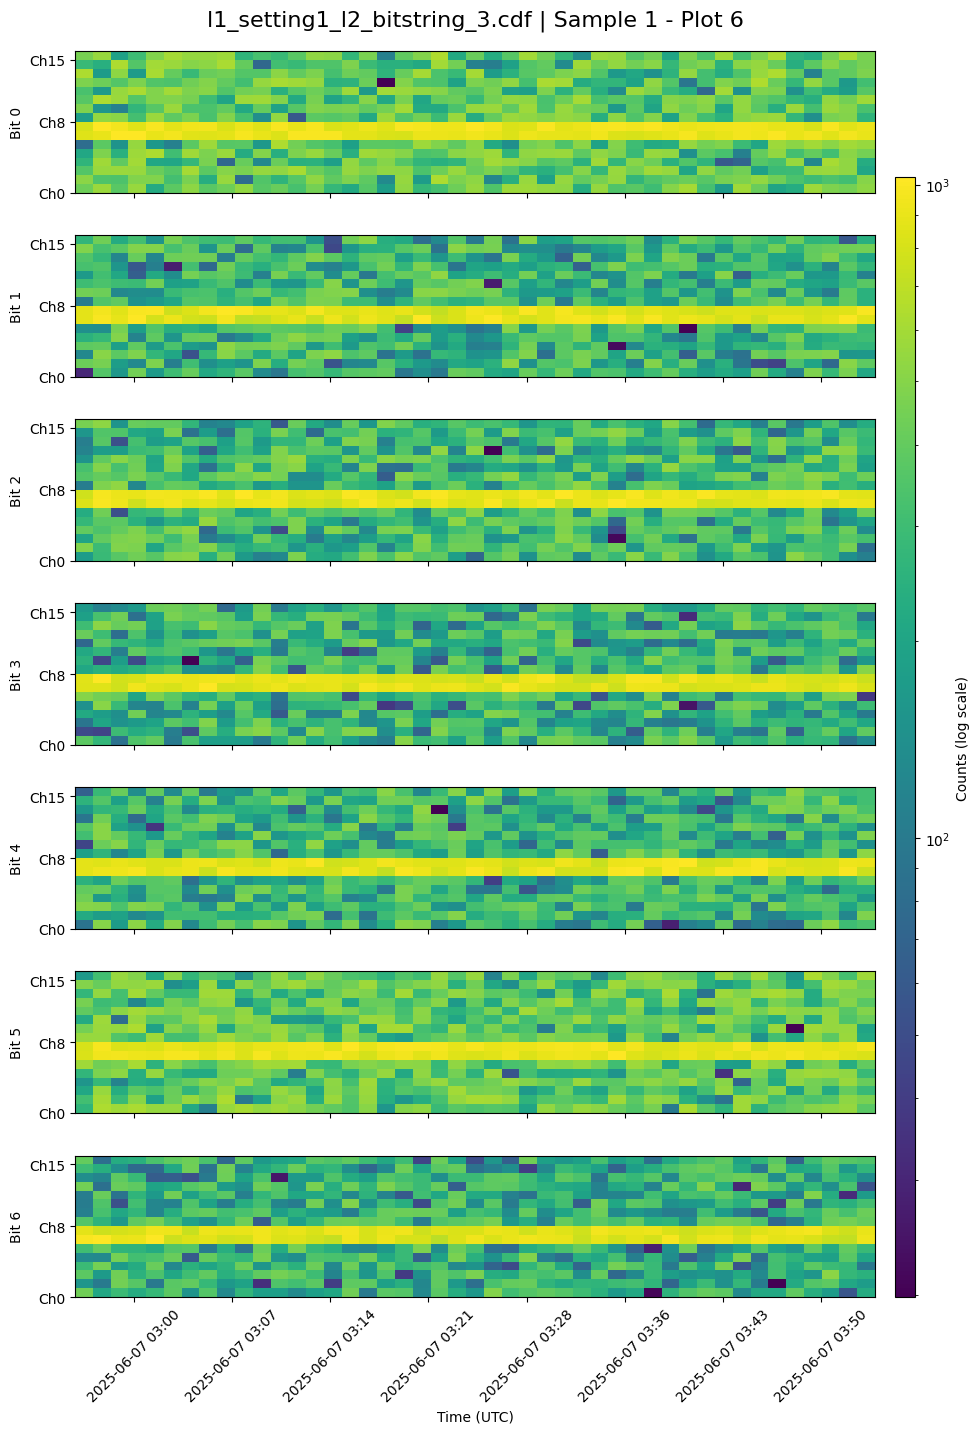 l1_setting1_l2_bitstring_3.cdf | Sample 1 - Plot 6
Bit 0
Ch15
Ch8
Ch0
Bit 1
Ch15
Ch8
Ch0
Bit 2
Ch15
Ch8
Ch0
Bit 3
Ch15
Ch8
Ch0
Bit 4
Ch15
Ch8
Ch0
Bit 5
Ch15
Ch8
Ch0
Bit 6
Ch15
Ch8
Ch0
2025-06-07 03:00
2025-06-07 03:07
2025-06-07 03:14
2025-06-07 03:21
2025-06-07 03:28
2025-06-07 03:36
2025-06-07 03:43
2025-06-07 03:50
Time (UTC)
10³
10²
Counts (log scale)